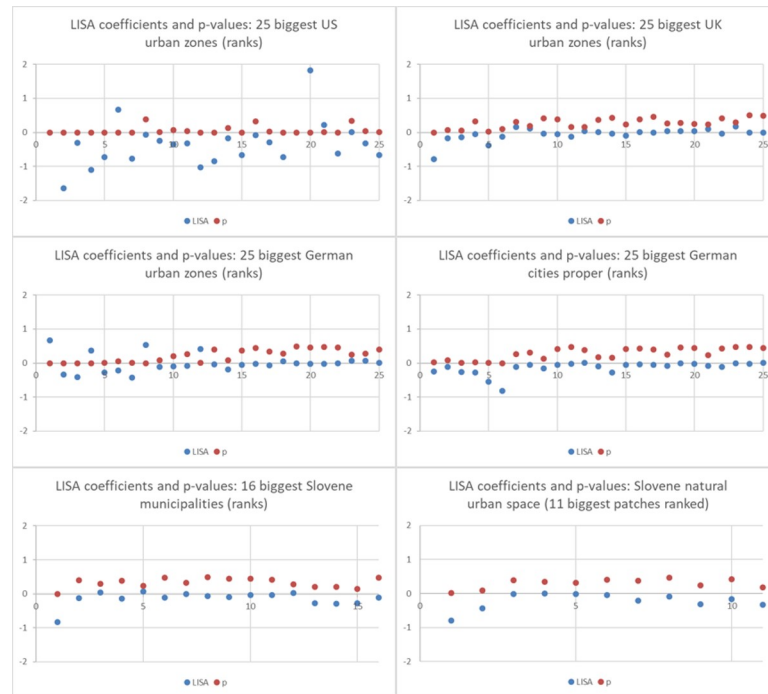 LISA coefficients and p-values: 25 biggest US
urban zones (ranks)
2
1
0
0 5 10 15 20 25
-1
-2
LISA p
LISA coefficients and p-values: 25 biggest UK
urban zones (ranks)
2
1
0
0 5 10 15 20 25
-1
-2
LISA p
LISA coefficients and p-values: 25 biggest German
urban zones (ranks)
2
1
0
0 5 10 15 20 25
-1
-2
LISA p
LISA coefficients and p-values: 25 biggest German
cities proper (ranks)
2
1
0
0 5 10 15 20 25
-1
-2
LISA p
LISA coefficients and p-values: 16 biggest Slovene
municipalities (ranks)
2
1
0
0 5 10 15
-1
-2
LISA p
LISA coefficients and p-values: Slovene natural
urban space (11 biggest patches ranked)
2
1
0
0 5 10
-1
-2
LISA p